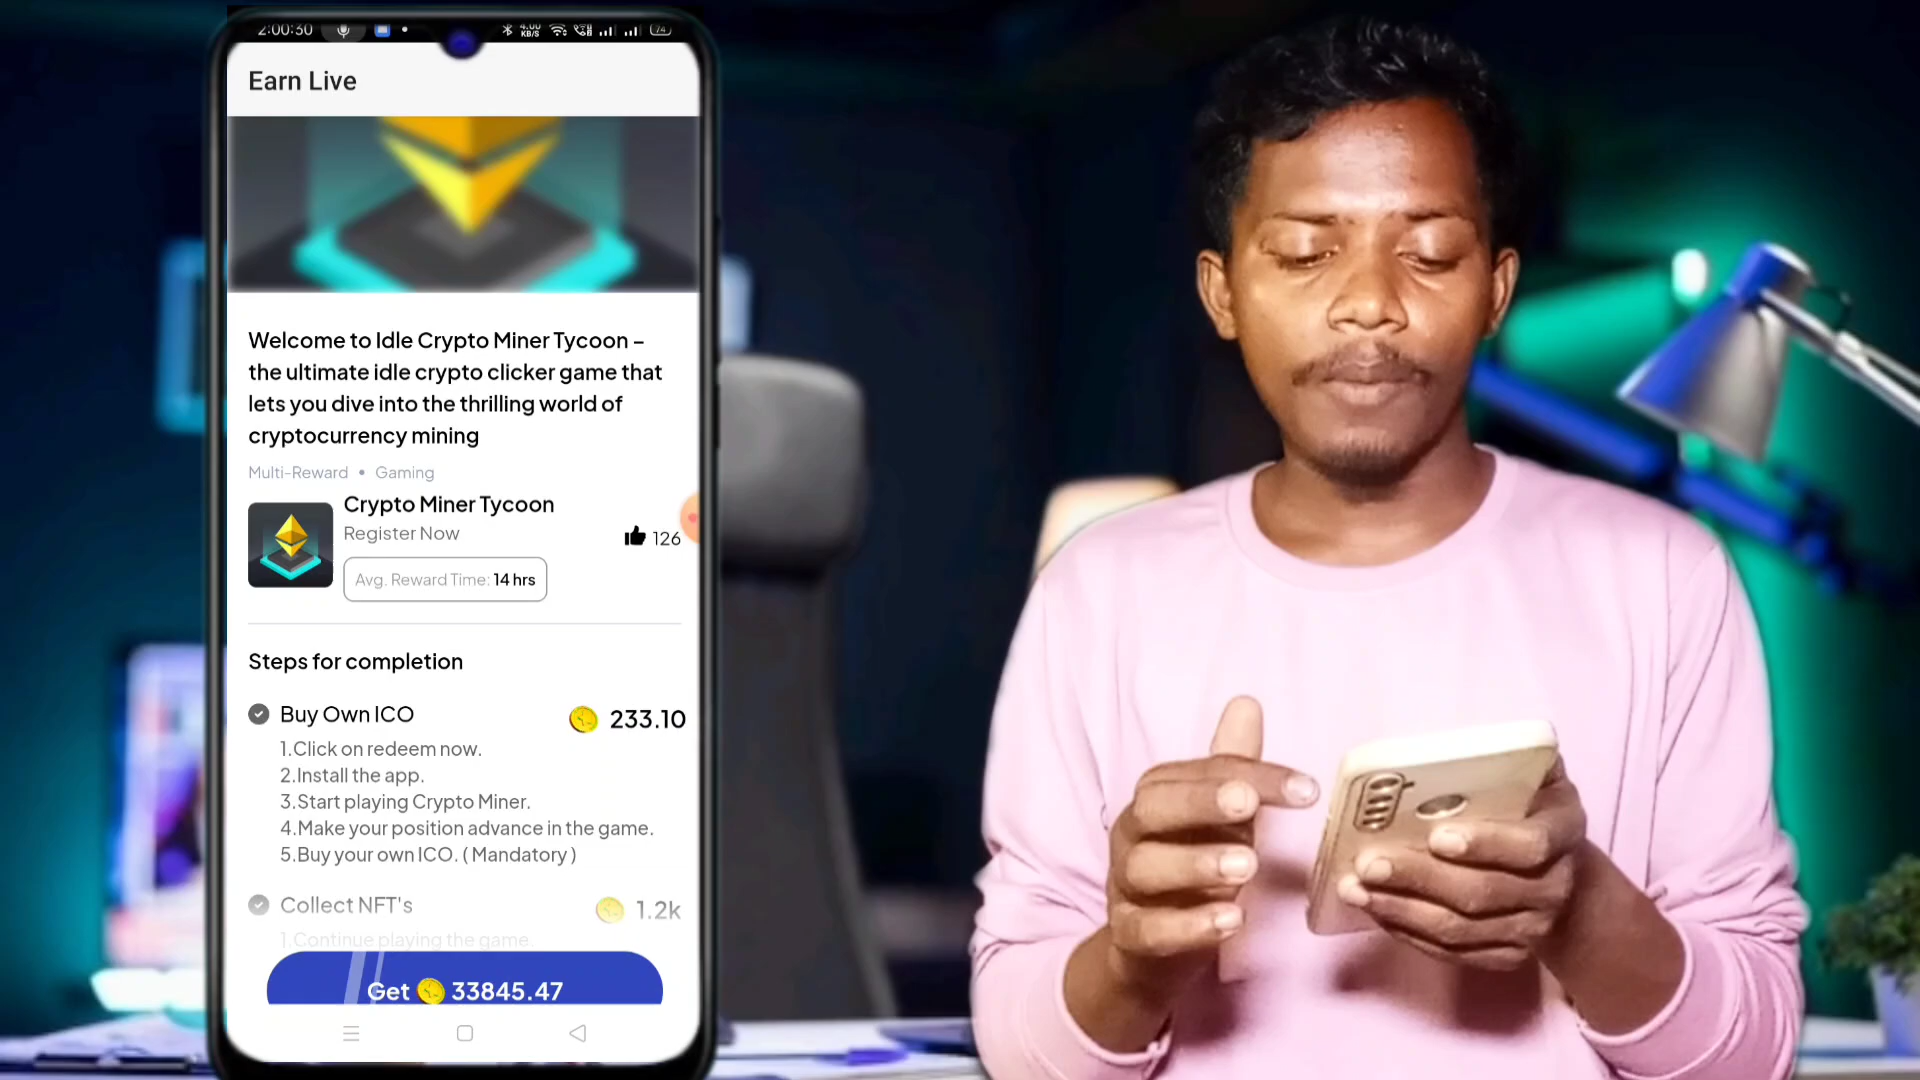 2:00:30
4.00
KB/S
74
Earn Live
Welcome to Idle Crypto Miner Tycoon –
the ultimate idle crypto clicker game that
lets you dive into the thrilling world of
cryptocurrency mining
Multi-Reward • Gaming
Crypto Miner Tycoon
Register Now
126
Avg. Reward Time: 14 hrs
Steps for completion
Buy Own ICO
233.10
1.Click on redeem now.
2.Install the app.
3.Start playing Crypto Miner.
4.Make your position advance in the game.
5.Buy your own ICO. ( Mandatory )
Collect NFT's
1.2k
1.Continue playing the game.
Get 33845.47